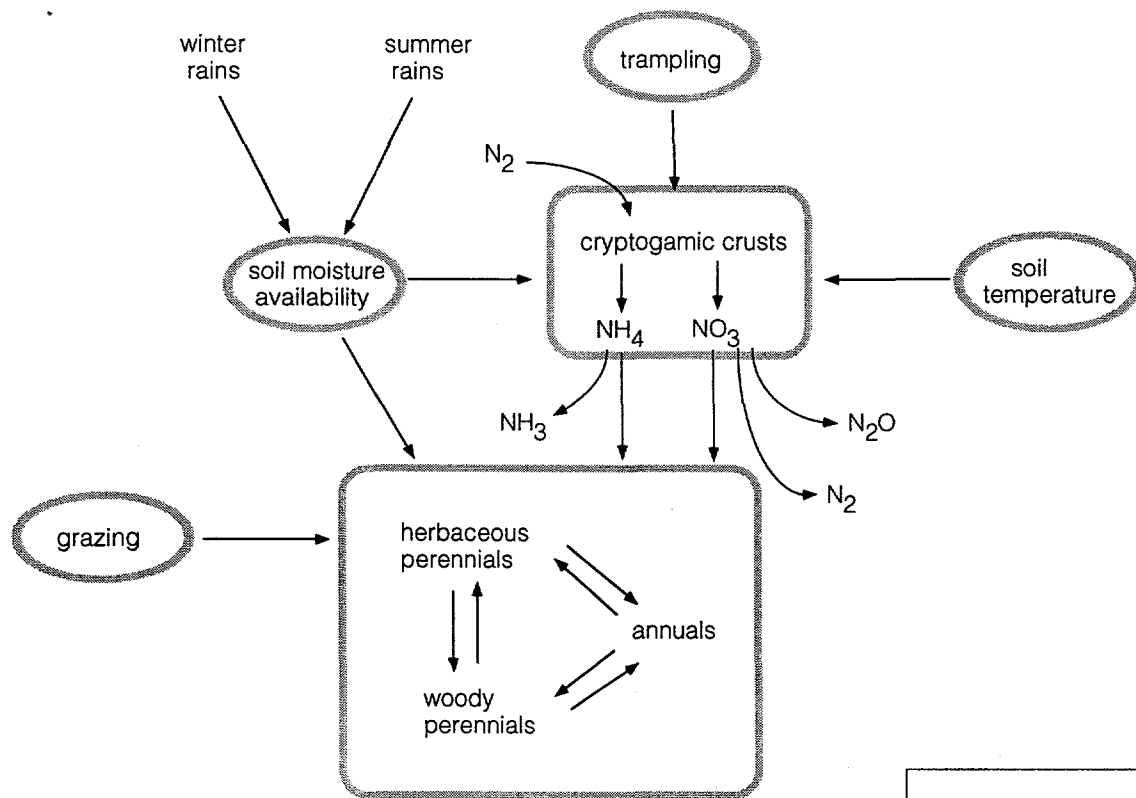 winter
rains
summer
rains
trampling
N₂
cryptogamic crusts
soil moisture
availability
soil
temperature
NH₄
NO₃
NH₃
N₂O
N₂
grazing
herbaceous
perennials
annuals
woody
perennials